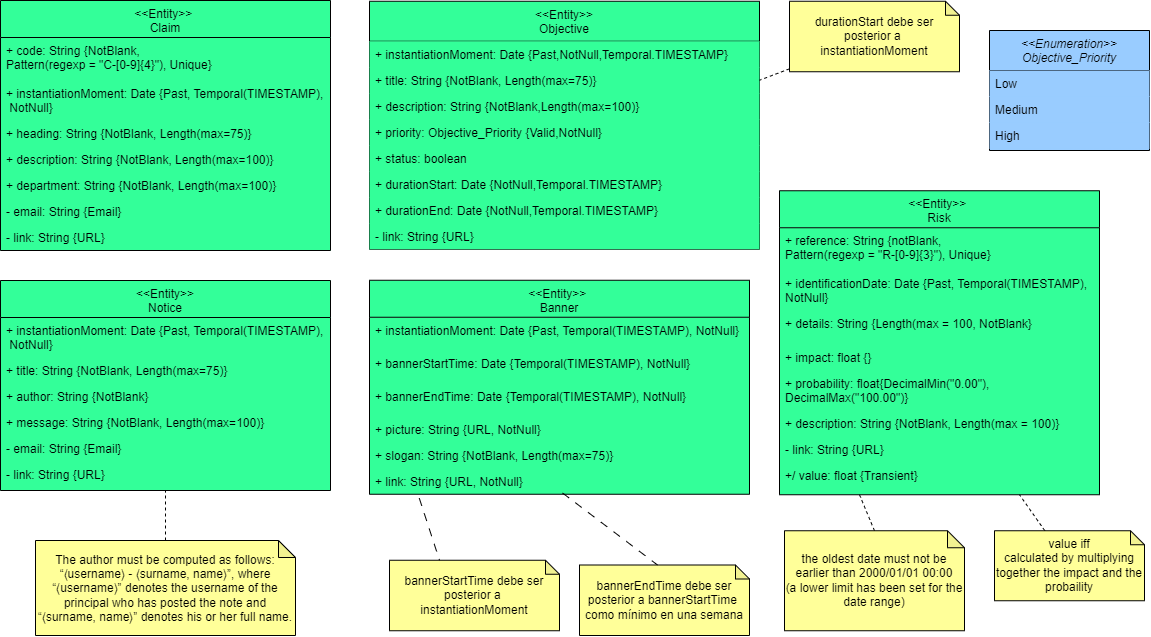 <<Entity>>
Claim
+ code: String {NotBlank,
Pattern(regexp = "C-[0-9]{4}"), Unique}
+ instantiationMoment: Date {Past, Temporal(TIMESTAMP),
NotNull}
+ heading: String {NotBlank, Length(max=75)}
+ description: String {NotBlank, Length(max=100)}
+ department: String {NotBlank, Length(max=100)}
- email: String {Email}
- link: String {URL}
<<Entity>>
Objective
+ instantiationMoment: Date {Past,NotNull,Temporal.TIMESTAMP}
+ title: String {NotBlank, Length(max=75)}
+ description: String {NotBlank,Length(max=100)}
+ priority: Objective_Priority {Valid,NotNull}
+ status: boolean
+ durationStart: Date {NotNull,Temporal.TIMESTAMP}
+ durationEnd: Date {NotNull,Temporal.TIMESTAMP}
- link: String {URL}
durationStart debe ser
posterior a
instantiationMoment
<<Enumeration>>
Objective_Priority
Low
Medium
High
<<Entity>>
Notice
+ instantiationMoment: Date {Past, Temporal(TIMESTAMP),
NotNull}
+ title: String {NotBlank, Length(max=75)}
+ author: String {NotBlank}
+ message: String {NotBlank, Length(max=100)}
- email: String {Email}
- link: String {URL}
<<Entity>>
Banner
+ instantiationMoment: Date {Past, Temporal(TIMESTAMP), NotNull}
+ bannerStartTime: Date {Temporal(TIMESTAMP), NotNull}
+ bannerEndTime: Date {Temporal(TIMESTAMP), NotNull}
+ picture: String {URL, NotNull}
+ slogan: String {NotBlank, Length(max=75)}
+ link: String {URL, NotNull}
<<Entity>>
Risk
+ reference: String {notBlank,
Pattern(regexp = "R-[0-9]{3}"), Unique}
+ identificationDate: Date {Past, Temporal(TIMESTAMP),
NotNull}
+ details: String {Length(max = 100, NotBlank}
+ impact: float {}
+ probability: float{DecimalMin("0.00"),
DecimalMax("100.00")}
+ description: String {NotBlank, Length(max = 100)}
- link: String {URL}
+/ value: float {Transient}
The author must be computed as follows:
“⟨username⟩ - ⟨surname, name⟩”, where
“⟨username⟩” denotes the username of the
principal who has posted the note and
“⟨surname, name⟩” denotes his or her full name.
bannerStartTime debe ser
posterior a
instantiationMoment
bannerEndTime debe ser
posterior a bannerStartTime
como mínimo en una semana
the oldest date must not be
earlier than 2000/01/01 00:00
(a lower limit has been set for the
date range)
value iff
calculated by multiplying
together the impact and the
probaility